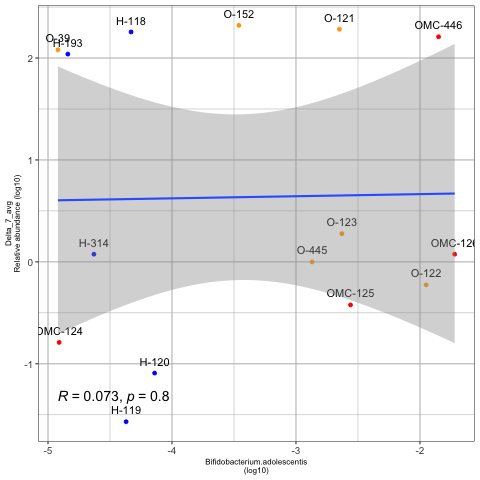 O-39
H-193
H-118
O-152
O-121
OMC-446
2
1
0
-1
Delta_7_avg
Relative abundance (log10)
H-314
O-123
O-445
OMC-126
O-122
OMC-125
OMC-124
H-120
R = 0.073, p = 0.8
H-119
-5
-4
-3
-2
Bifidobacterium.adolescentis
(log10)